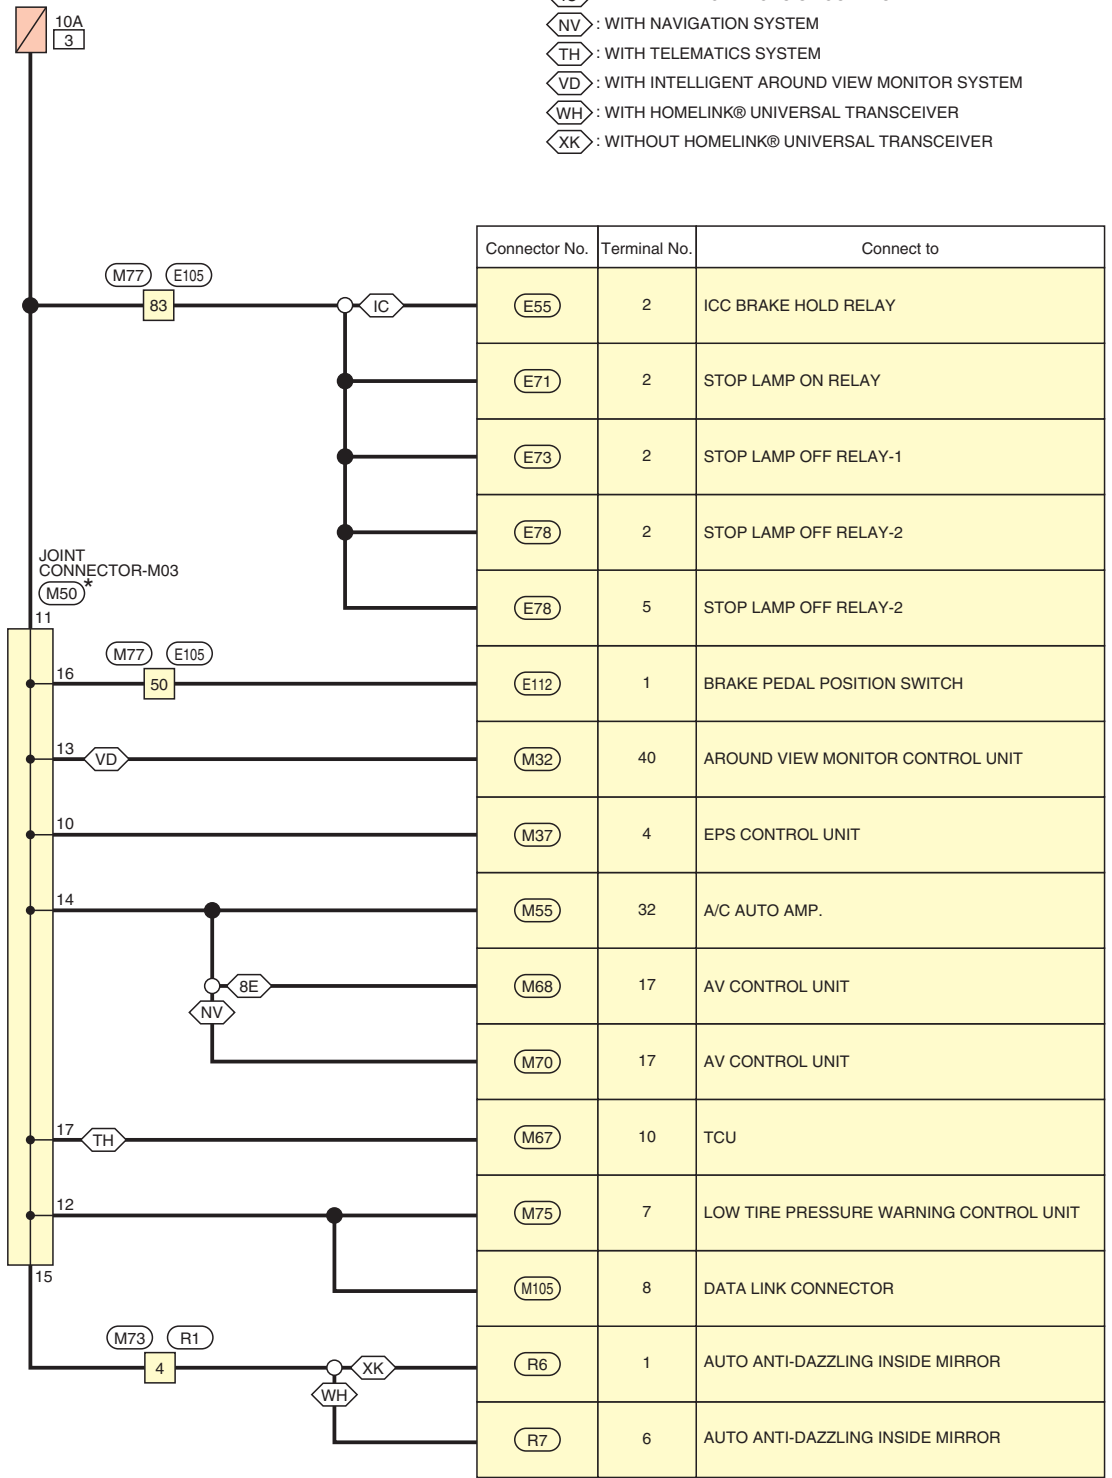 10A
3
NV : WITH NAVIGATION SYSTEM
TH : WITH TELEMATICS SYSTEM
VD : WITH INTELLIGENT AROUND VIEW MONITOR SYSTEM
WH : WITH HOMELINK® UNIVERSAL TRANSCEIVER
XK : WITHOUT HOMELINK® UNIVERSAL TRANSCEIVER
Connector No. Terminal No. Connect to
M77 E105
83 IC E55 2 ICC BRAKE HOLD RELAY
E71 2 STOP LAMP ON RELAY
E73 2 STOP LAMP OFF RELAY-1
E78 2 STOP LAMP OFF RELAY-2
JOINT
CONNECTOR-M03
M50*
E78 5 STOP LAMP OFF RELAY-2
11
M77 E105
16 50 E112 1 BRAKE PEDAL POSITION SWITCH
13 VD M32 40 AROUND VIEW MONITOR CONTROL UNIT
10 M37 4 EPS CONTROL UNIT
14 M55 32 A/C AUTO AMP.
8E M68 17 AV CONTROL UNIT
NV
M70 17 AV CONTROL UNIT
17 TH M67 10 TCU
12 M75 7 LOW TIRE PRESSURE WARNING CONTROL UNIT
15
M105 8 DATA LINK CONNECTOR
M73 R1
4 XK R6 1 AUTO ANTI-DAZZLING INSIDE MIRROR
WH
R7 6 AUTO ANTI-DAZZLING INSIDE MIRROR